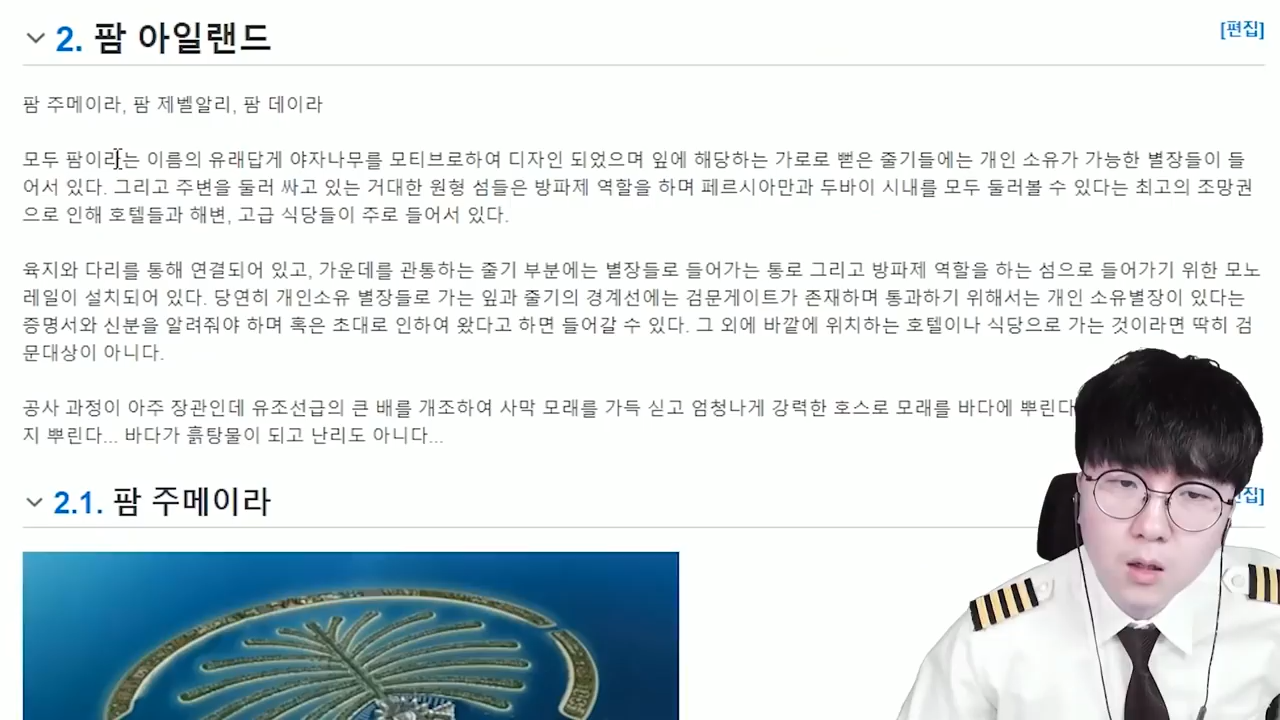 2. 팜 아일랜드
[편집]
팜 주메이라, 팜 제벨알리, 팜 데이라
모두 팜이라는 이름의 유래답게 야자나무를 모티브로하여 디자인 되었으며 잎에 해당하는 가로로 뻗은 줄기들에는 개인 소유가 가능한 별장들이 들
어서 있다. 그리고 주변을 둘러 싸고 있는 거대한 원형 섬들은 방파제 역할을 하며 페르시아만과 두바이 시내를 모두 둘러볼 수 있다는 최고의 조망권
으로 인해 호텔들과 해변, 고급 식당들이 주로 들어서 있다.
육지와 다리를 통해 연결되어 있고, 가운데를 관통하는 줄기 부분에는 별장들로 들어가는 통로 그리고 방파제 역할을 하는 섬으로 들어가기 위한 모노
레일이 설치되어 있다. 당연히 개인소유 별장들로 가는 잎과 줄기의 경계선에는 검문게이트가 존재하며 통과하기 위해서는 개인 소유별장이 있다는
증명서와 신분을 알려줘야 하며 혹은 초대로 인하여 왔다고 하면 들어갈 수 있다. 그 외에 바깥에 위치하는 호텔이나 식당으로 가는 것이라면 딱히 검
문대상이 아니다.
공사 과정이 아주 장관인데 유조선급의 큰 배를 개조하여 사막 모래를 가득 싣고 엄청나게 강력한 호스로 모래를 바다에 뿌린다
지 뿌린다... 바다가 흙탕물이 되고 난리도 아니다...
2.1. 팜 주메이라
집]